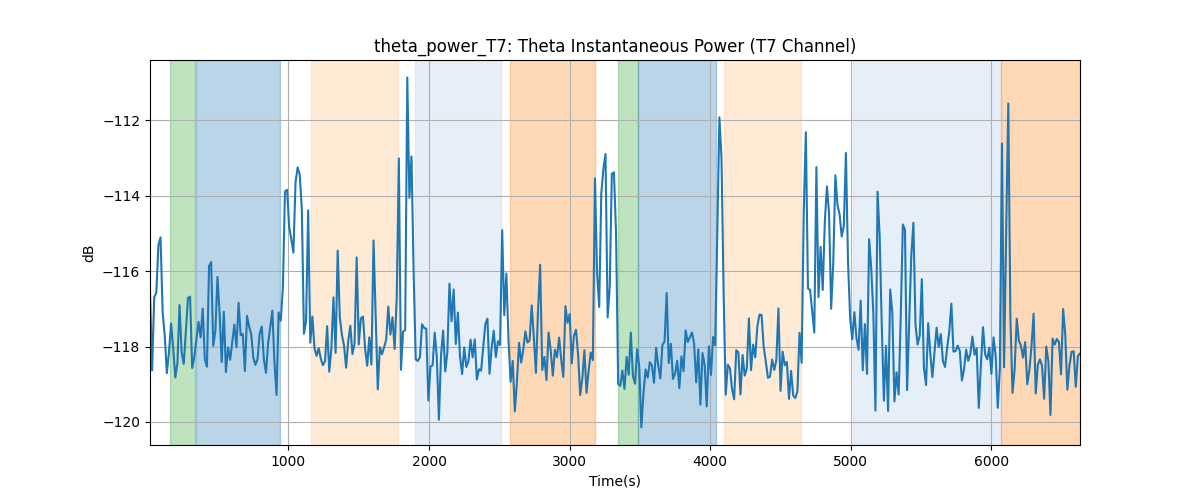 theta_power_T7: Theta Instantaneous Power (T7 Channel)
dB
−112
−114
−116
−118
−120
1000 2000 3000 4000 5000 6000
Time(s)